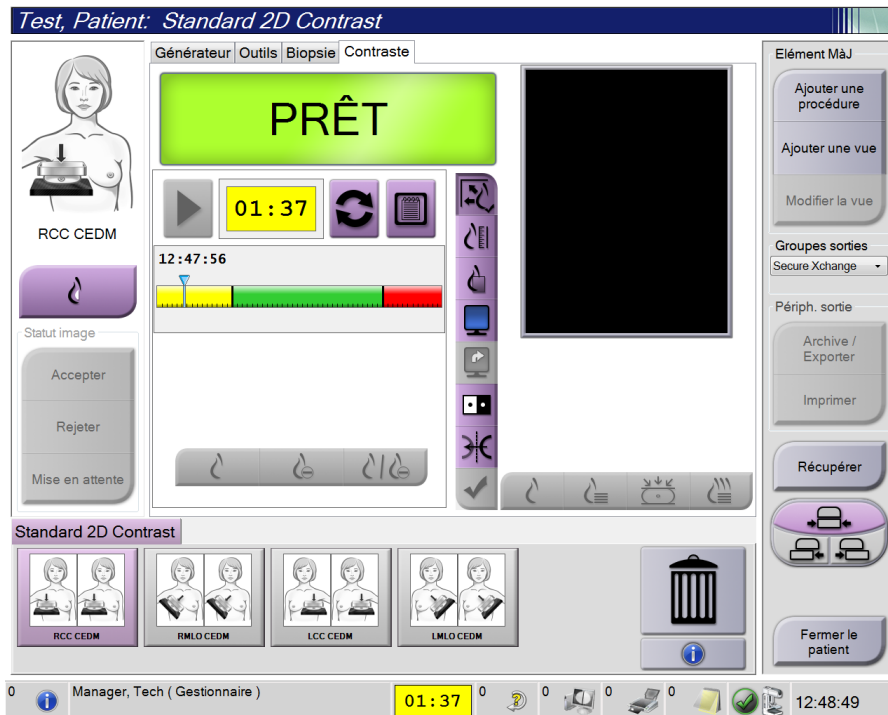 Test, Patient: Standard 2D Contrast
Générateur Outils Biopsie Contraste
PRÊT
01:37
12:47:56
RCC CEDM
Statut image
Accepter
Rejeter
Mise en attente
Elément MàJ
Ajouter une
procédure
Ajouter une vue
Modifier la vue
Groupes sorties
Secure Xchange
Périph. sortie
Archive /
Exporter
Imprimer
Récupérer
Standard 2D Contrast
RCC CEDM
RMLO CEDM
LCC CEDM
LMLO CEDM
Fermer le
patient
0 Manager, Tech ( Gestionnaire ) 01:37 0 0 0 0 12:48:49